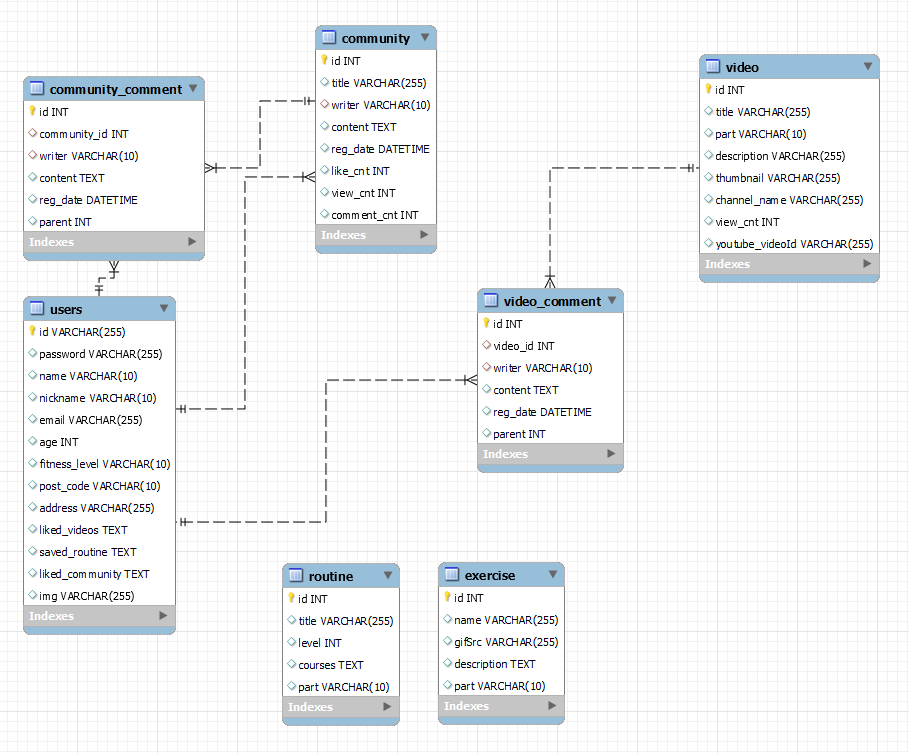 community
id INT
title VARCHAR(255)
writer VARCHAR(10)
content TEXT
reg_date DATETIME
like_cnt INT
view_cnt INT
comment_cnt INT
Indexes
video
id INT
title VARCHAR(255)
part VARCHAR(10)
description VARCHAR(255)
thumbnail VARCHAR(255)
channel_name VARCHAR(255)
view_cnt INT
youtube_videoId VARCHAR(255)
Indexes
community_comment
id INT
community_id INT
writer VARCHAR(10)
content TEXT
reg_date DATETIME
parent INT
Indexes
users
id VARCHAR(255)
password VARCHAR(255)
name VARCHAR(10)
nickname VARCHAR(10)
email VARCHAR(255)
age INT
fitness_level VARCHAR(10)
post_code VARCHAR(10)
address VARCHAR(255)
liked_videos TEXT
saved_routine TEXT
liked_community TEXT
img VARCHAR(255)
Indexes
video_comment
id INT
video_id INT
writer VARCHAR(10)
content TEXT
reg_date DATETIME
parent INT
Indexes
routine
id INT
title VARCHAR(255)
level INT
courses TEXT
part VARCHAR(10)
Indexes
exercise
id INT
name VARCHAR(255)
gifSrc VARCHAR(255)
description TEXT
part VARCHAR(10)
Indexes